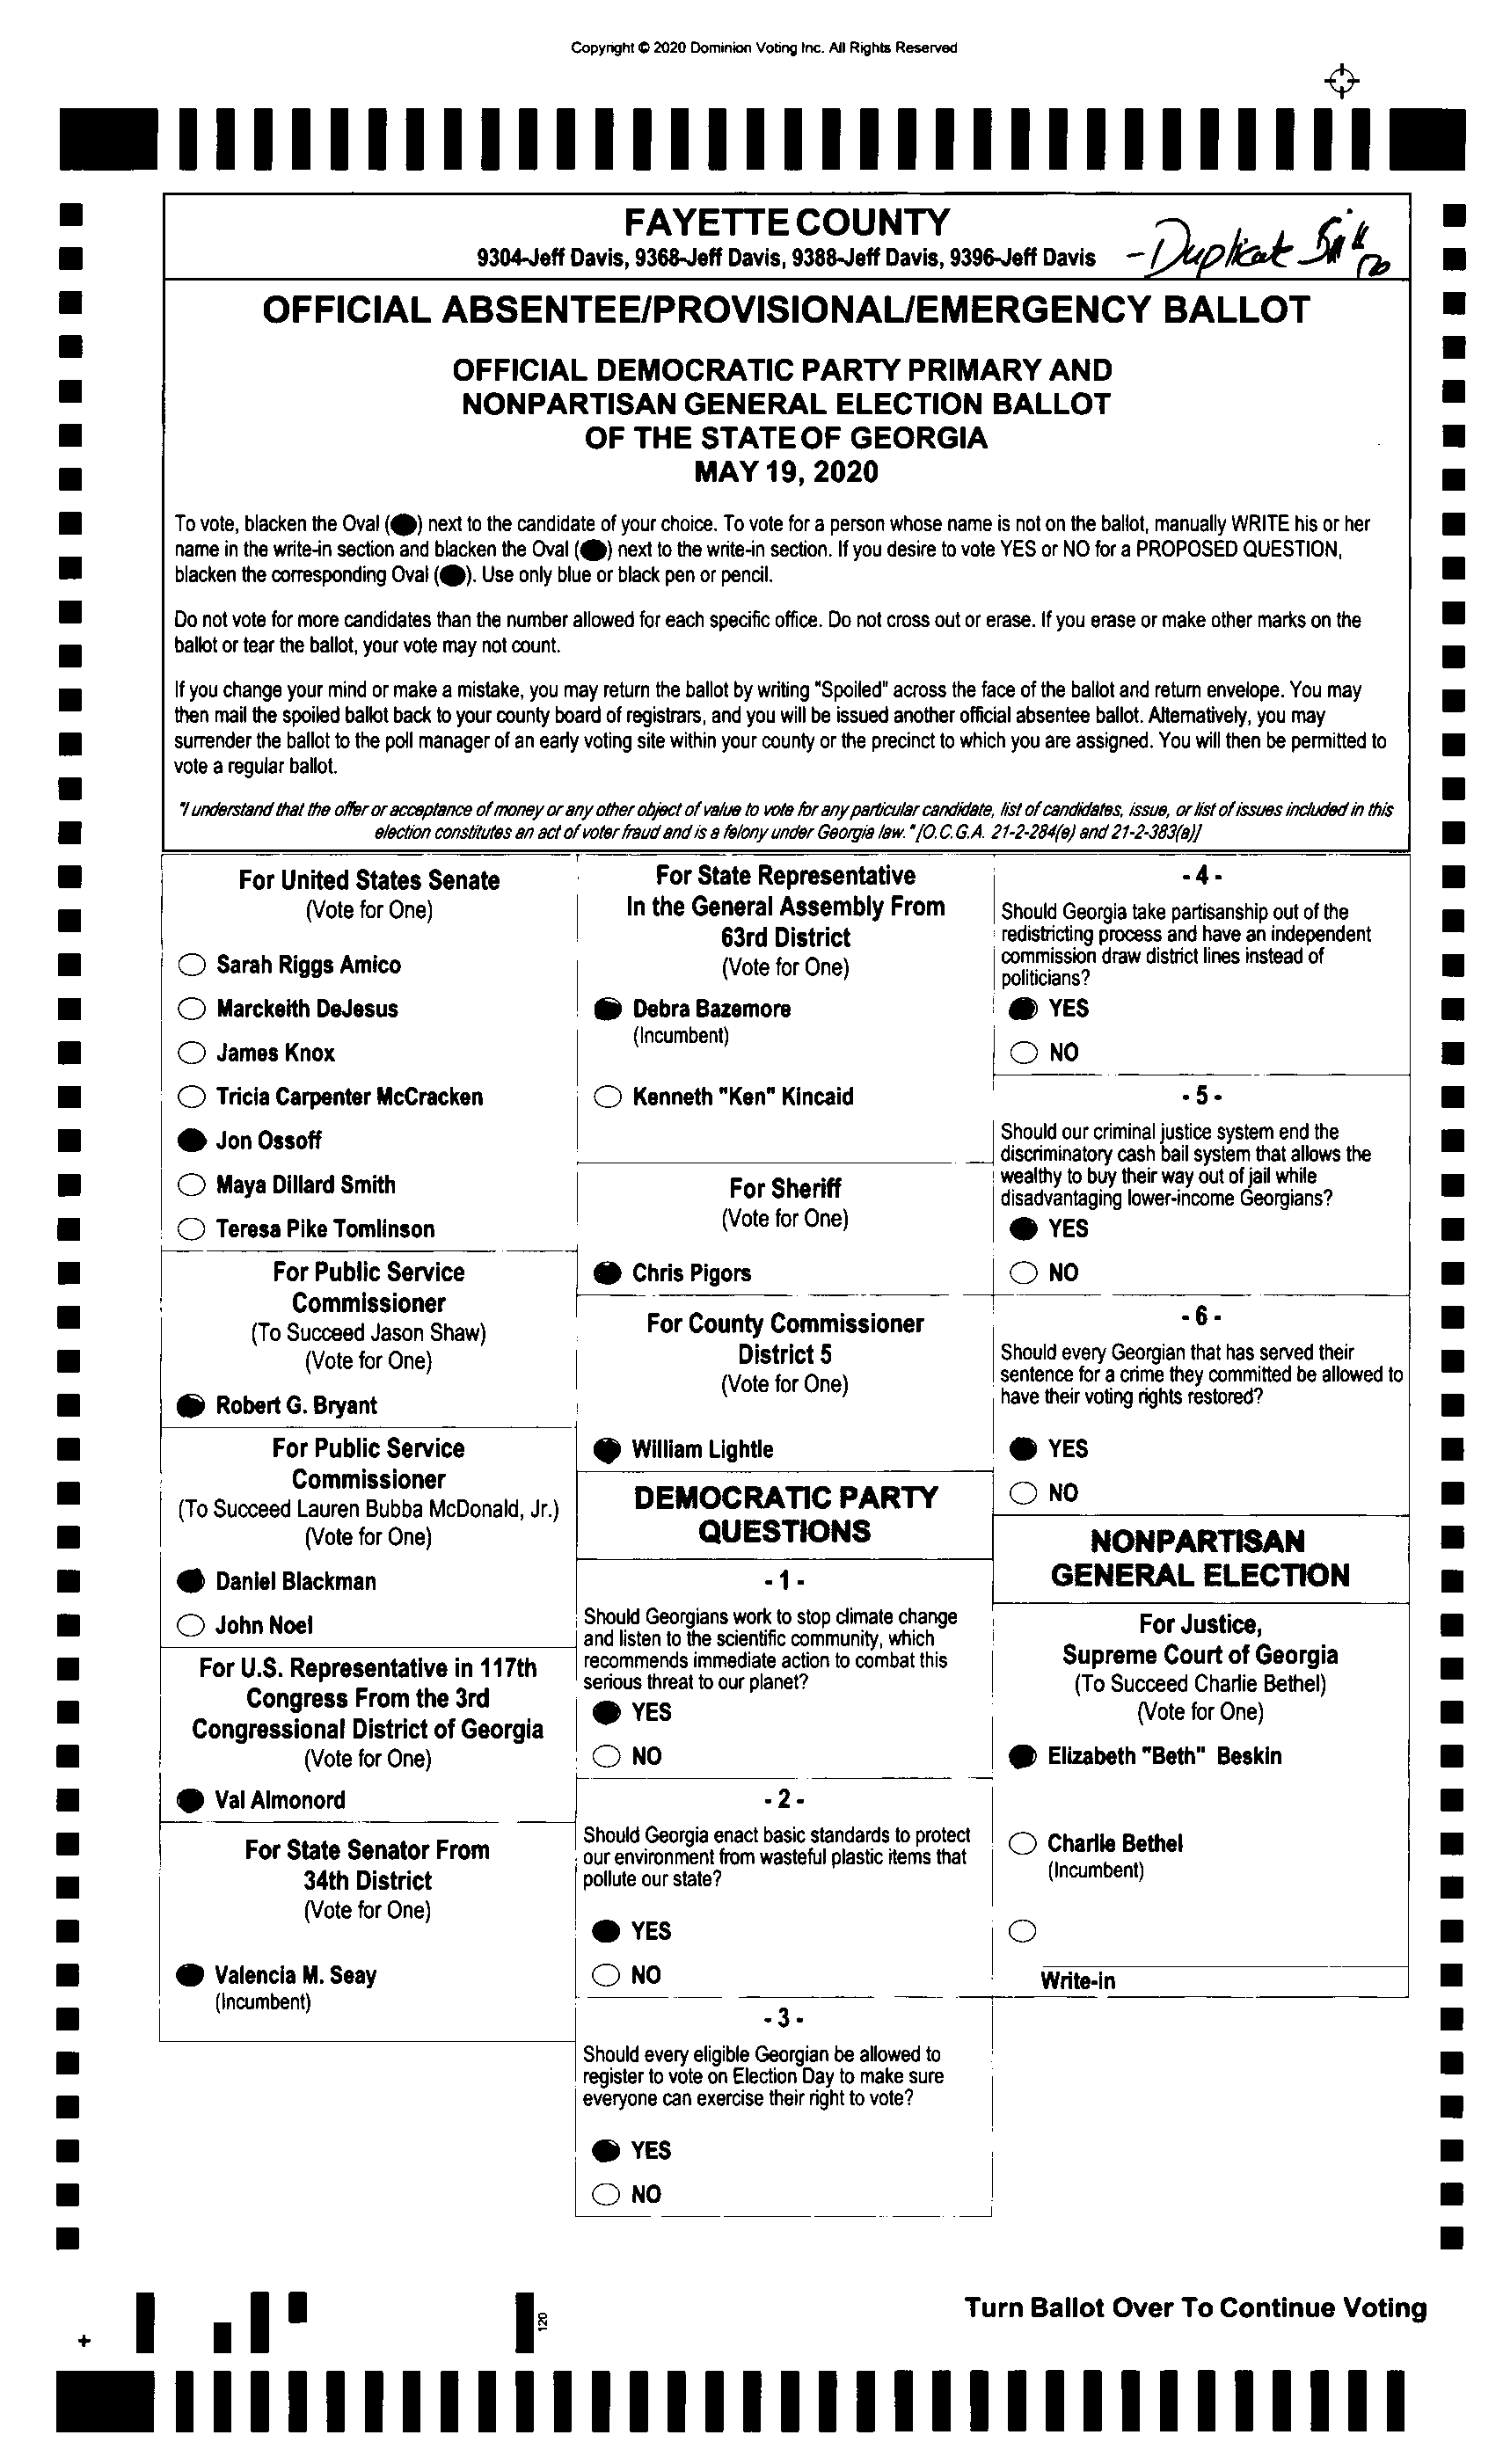 Copyright © 2020 Dominion Voting Inc. All Rights Reserved
FAYETTE COUNTY
9304-Jeff Davis, 9368-Jeff Davis, 9388-Jeff Davis, 9396-Jeff Davis
- Duplicate
OFFICIAL ABSENTEE/PROVISIONAL/EMERGENCY BALLOT
OFFICIAL DEMOCRATIC PARTY PRIMARY AND
NONPARTISAN GENERAL ELECTION BALLOT
OF THE STATE OF GEORGIA
MAY 19, 2020
To vote, blacken the Oval (●) next to the candidate of your choice. To vote for a person whose name is not on the ballot, manually WRITE his or her
name in the write-in section and blacken the Oval (●) next to the write-in section. If you desire to vote YES or NO for a PROPOSED QUESTION,
blacken the corresponding Oval (●). Use only blue or black pen or pencil.
Do not vote for more candidates than the number allowed for each specific office. Do not cross out or erase. If you erase or make other marks on the
ballot or tear the ballot, your vote may not count.
If you change your mind or make a mistake, you may return the ballot by writing "Spoiled" across the face of the ballot and return envelope. You may
then mail the spoiled ballot back to your county board of registrars, and you will be issued another official absentee ballot. Alternatively, you may
surrender the ballot to the poll manager of an early voting site within your county or the precinct to which you are assigned. You will then be permitted to
vote a regular ballot.
"I understand that the offer or acceptance of money or any other object of value to vote for any particular candidate, list of candidates, issue, or list of issues included in this
election constitutes an act of voter fraud and is a felony under Georgia law." [O.C.G.A. 21-2-284(e) and 21-2-383(a)]
For United States Senate
(Vote for One)
Sarah Riggs Amico
Marckeith DeJesus
James Knox
Tricia Carpenter McCracken
Jon Ossoff
Maya Dillard Smith
Teresa Pike Tomlinson
For Public Service
Commissioner
(To Succeed Jason Shaw)
(Vote for One)
Robert G. Bryant
For Public Service
Commissioner
(To Succeed Lauren Bubba McDonald, Jr.)
(Vote for One)
Daniel Blackman
John Noel
For U.S. Representative in 117th
Congress From the 3rd
Congressional District of Georgia
(Vote for One)
Val Almonord
For State Senator From
34th District
(Vote for One)
Valencia M. Seay
(Incumbent)
For State Representative
In the General Assembly From
63rd District
(Vote for One)
Debra Bazemore
(Incumbent)
Kenneth "Ken" Kincaid
For Sheriff
(Vote for One)
Chris Pigors
For County Commissioner
District 5
(Vote for One)
William Lightle
DEMOCRATIC PARTY
QUESTIONS
- 1 -
Should Georgians work to stop climate change
and listen to the scientific community, which
recommends immediate action to combat this
serious threat to our planet?
YES
NO
- 2 -
Should Georgia enact basic standards to protect
our environment from wasteful plastic items that
pollute our state?
YES
NO
- 3 -
Should every eligible Georgian be allowed to
register to vote on Election Day to make sure
everyone can exercise their right to vote?
YES
NO
- 4 -
Should Georgia take partisanship out of the
redistricting process and have an independent
commission draw district lines instead of
politicians?
YES
NO
- 5 -
Should our criminal justice system end the
discriminatory cash bail system that allows the
wealthy to buy their way out of jail while
disadvantaging lower-income Georgians?
YES
NO
- 6 -
Should every Georgian that has served their
sentence for a crime they committed be allowed to
have their voting rights restored?
YES
NO
NONPARTISAN
GENERAL ELECTION
For Justice,
Supreme Court of Georgia
(To Succeed Charlie Bethel)
(Vote for One)
Elizabeth "Beth" Beskin
Charlie Bethel
(Incumbent)
Write-in
Turn Ballot Over To Continue Voting
120